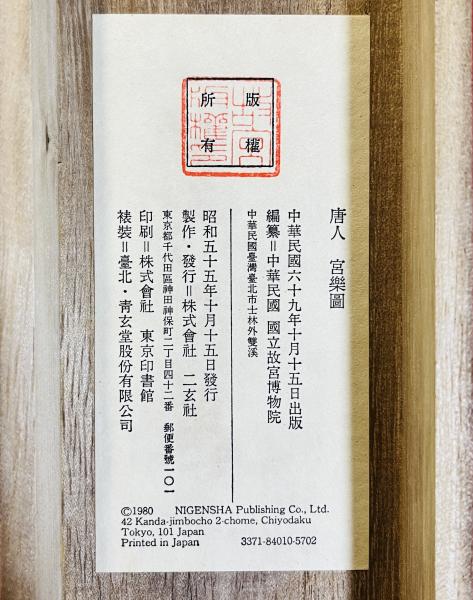 版權
所有
唐人 宮樂圖
中華民國六十九年十月十五日出版
編纂＝中華民國 國立故宮博物院
中華民國臺灣臺北市士林外雙溪
昭和五十五年十月十五日發行
製作・發行＝株式會社 二玄社
東京都千代田區神田神保町二丁目四十二番 郵便番號一〇一
印刷＝株式會社 東京印書館
裱裝＝臺北・青玄堂股份有限公司
©1980 NIGENSHA Publishing Co., Ltd.
42 Kanda-jimbocho 2-chome, Chiyodaku
Tokyo, 101 Japan
Printed in Japan 3371-84010-5702